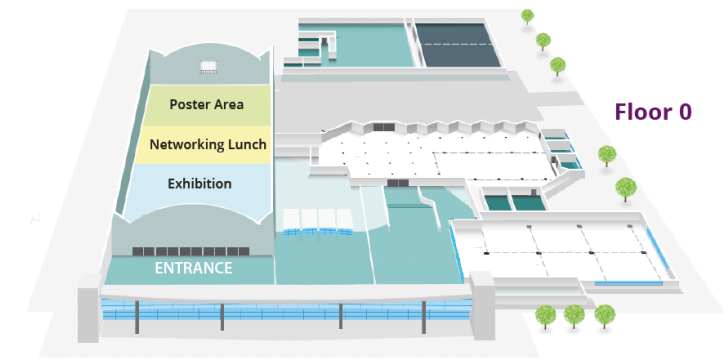 Poster Area
Floor 0
Networking Lunch
Exhibition
ENTRANCE